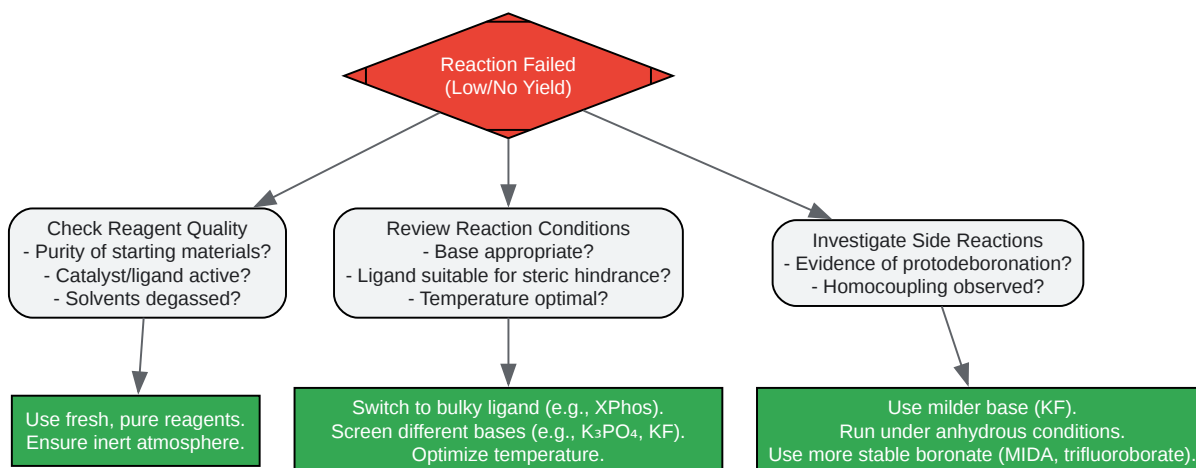 Reaction Failed
(Low/No Yield)
Check Reagent Quality
- Purity of starting materials?
- Catalyst/ligand active?
- Solvents degassed?
Review Reaction Conditions
- Base appropriate?
- Ligand suitable for steric hindrance?
- Temperature optimal?
Investigate Side Reactions
- Evidence of protodeboronation?
- Homocoupling observed?
Use fresh, pure reagents.
Ensure inert atmosphere.
Switch to bulky ligand (e.g., XPhos).
Screen different bases (e.g., K₃PO₄, KF).
Optimize temperature.
Use milder base (KF).
Run under anhydrous conditions.
Use more stable boronate (MIDA, trifluoroborate).